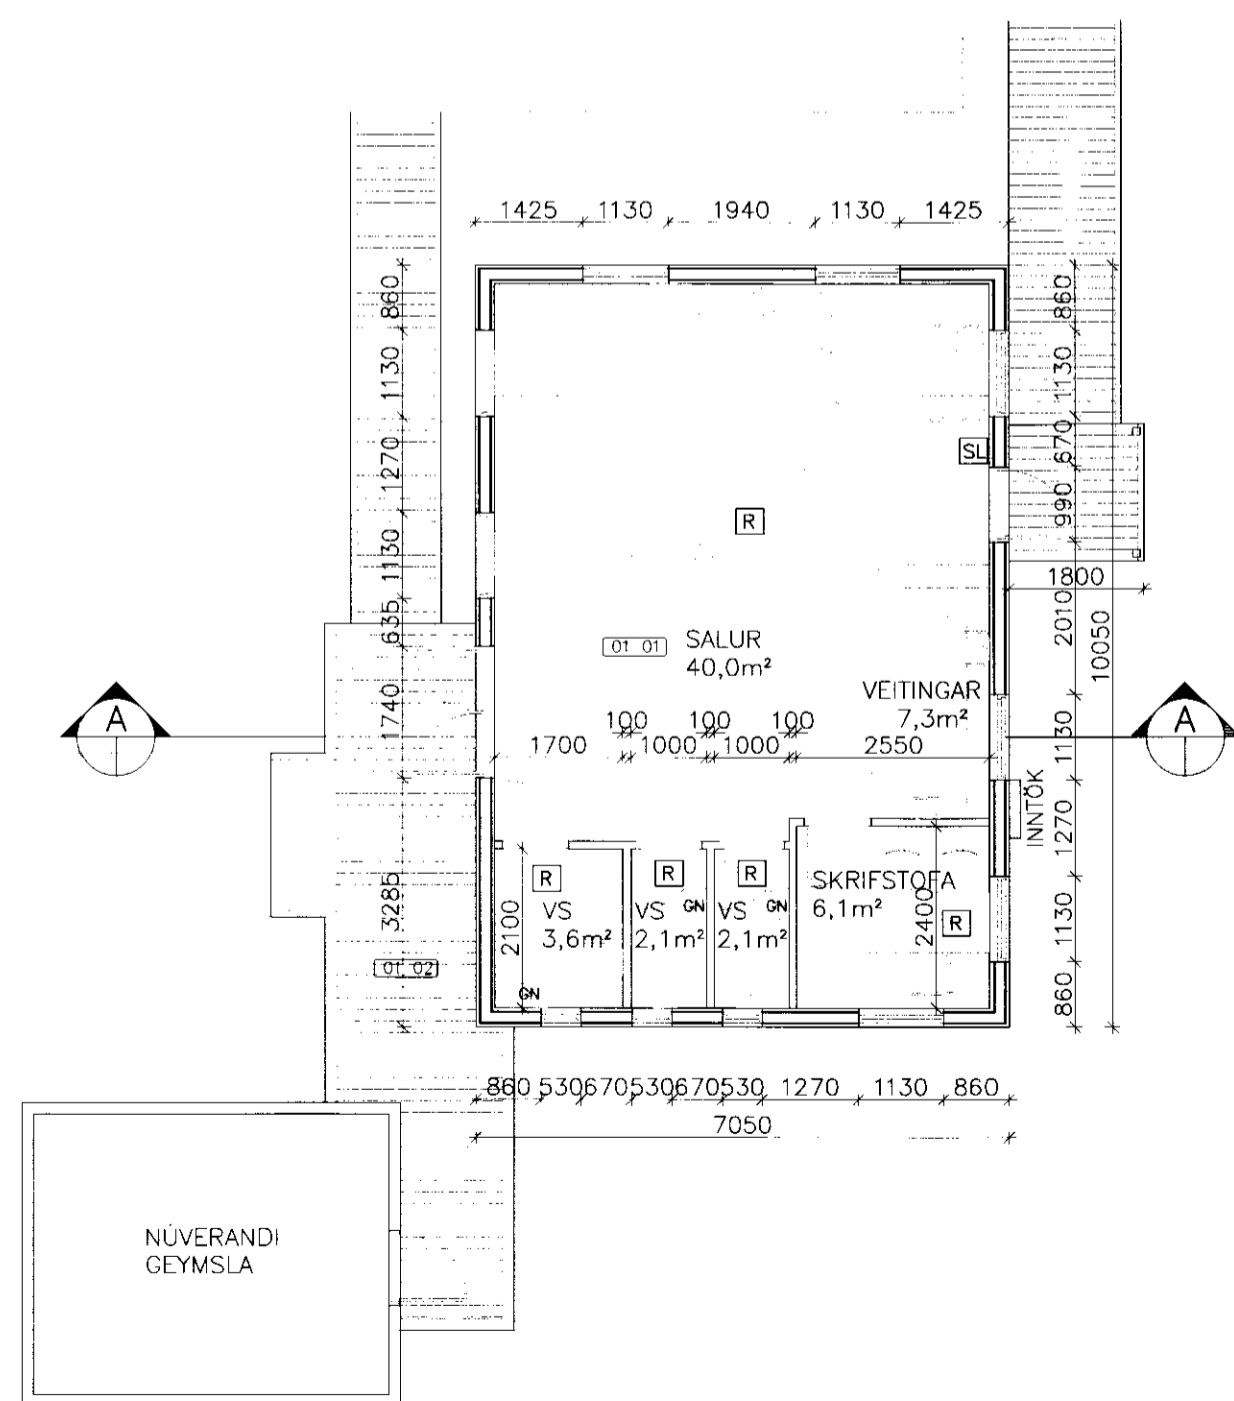 1425 1130 1940 1130 1425
860
1130
1270
1130
635
1740
3285
860
1130
670
990
2010
1130
1270
1130
860
10050
1800
SL
R
01 01
SALUR
40,0m²
VEITINGAR
7,3m²
A
A
100 100 100
1700 1000 1000 2550
INNTÖK
R
R
R
SKRIFSTOFA
6,1m²
VS
3,6m²
VS GN
2,1m²
VS GN
2,1m²
2100
2400
R
GN
01 02
860 530 670 530 670 530 1270 1130 860
7050
NÚVERANDI
GEYMSLA